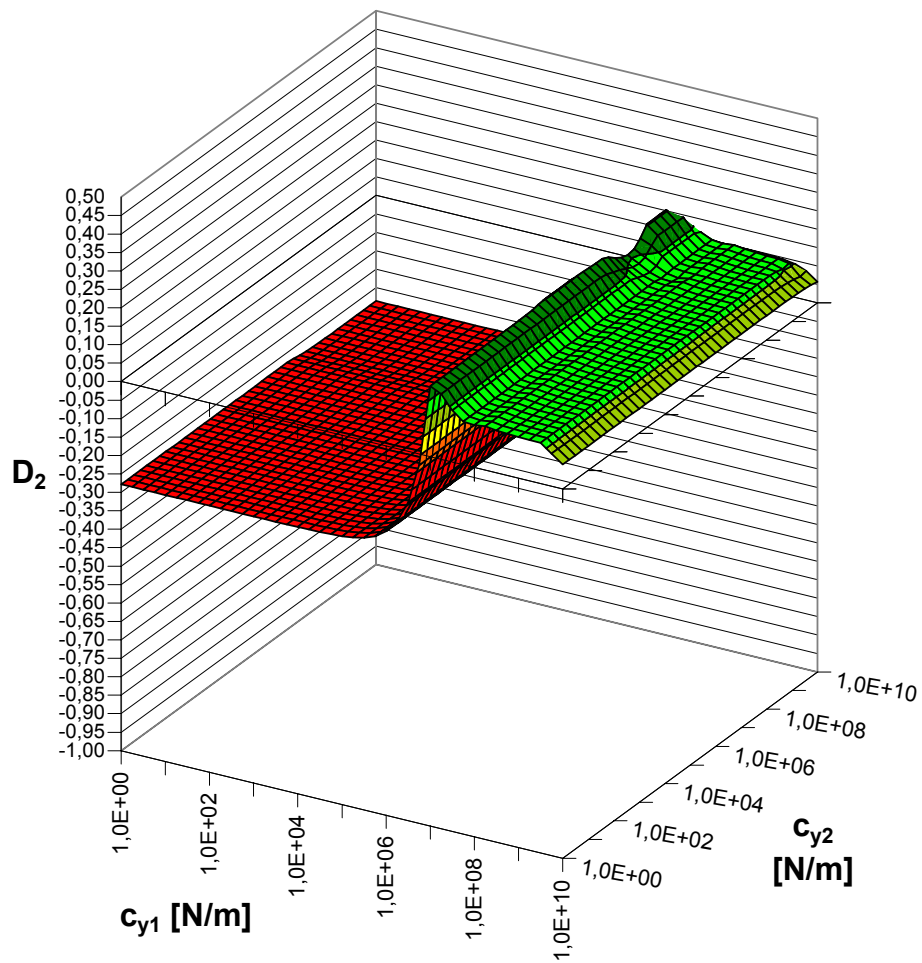 0,50
0,45
0,40
0,35
0,30
0,25
0,20
0,15
0,10
0,05
0,00
-0,05
-0,10
-0,15
-0,20
-0,25
-0,30
-0,35
-0,40
-0,45
-0,50
-0,55
-0,60
-0,65
-0,70
-0,75
-0,80
-0,85
-0,90
-0,95
-1,00
D2
1,0E+00
1,0E+02
1,0E+04
1,0E+06
1,0E+08
1,0E+10
cy1 [N/m]
1,0E+10
1,0E+08
1,0E+06
1,0E+04
1,0E+02
1,0E+00
cy2
[N/m]